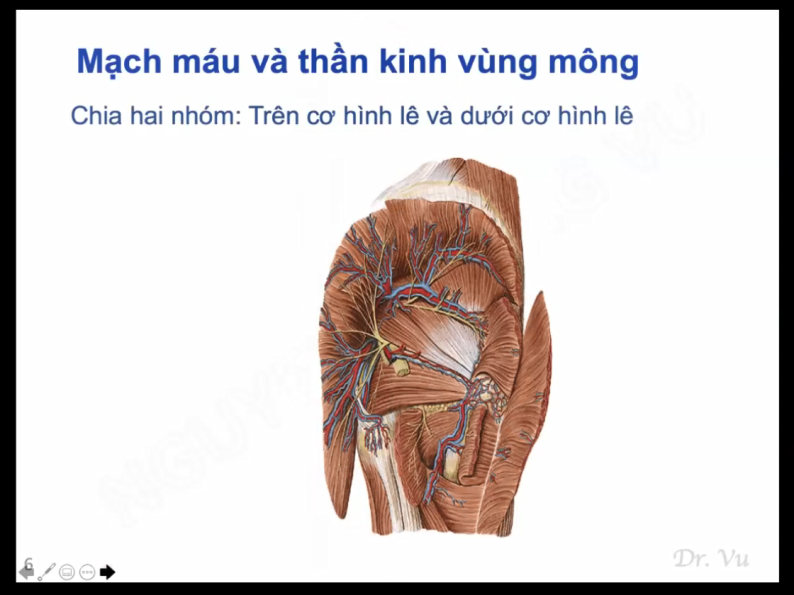 Mạch máu và thần kinh vùng mông
Chia hai nhóm: Trên cơ hình lê và dưới cơ hình lê
6
Dr. Vu